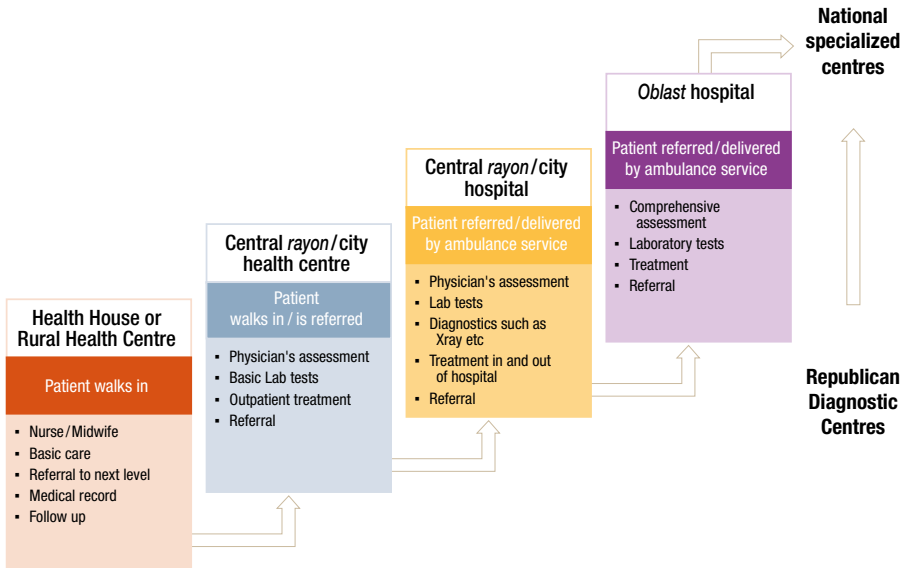 Health House or
Rural Health Centre
Patient walks in
▪ Nurse/Midwife
▪ Basic care
▪ Referral to next level
▪ Medical record
▪ Follow up
Central rayon/city
health centre
Patient
walks in / is referred
▪ Physician's assessment
▪ Basic Lab tests
▪ Outpatient treatment
▪ Referral
Central rayon/city
hospital
Patient referred/delivered
by ambulance service
▪ Physician's assessment
▪ Lab tests
▪ Diagnostics such as
Xray etc
▪ Treatment in and out
of hospital
▪ Referral
Oblast hospital
Patient referred/delivered
by ambulance service
▪ Comprehensive
assessment
▪ Laboratory tests
▪ Treatment
▪ Referral
National
specialized
centres
Republican
Diagnostic
Centres